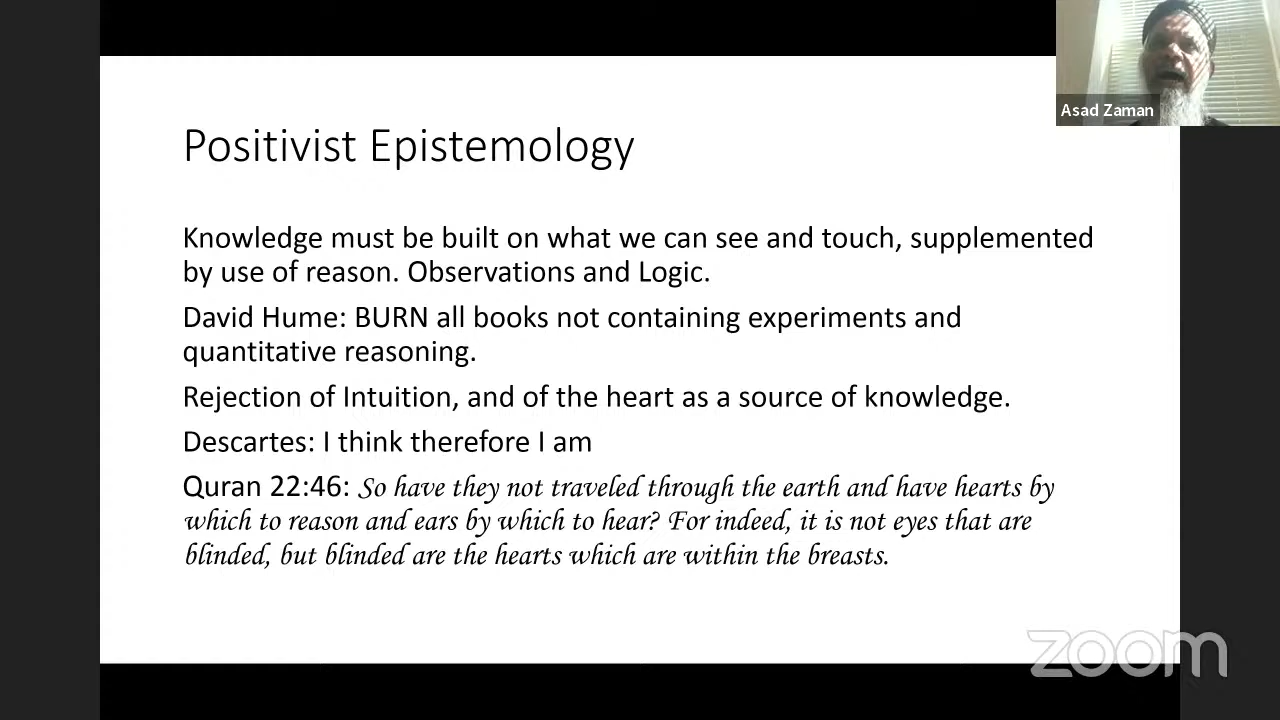 Asad Zaman
Positivist Epistemology
Knowledge must be built on what we can see and touch, supplemented
by use of reason. Observations and Logic.
David Hume: BURN all books not containing experiments and
quantitative reasoning.
Rejection of Intuition, and of the heart as a source of knowledge.
Descartes: I think therefore I am
Quran 22:46: So have they not traveled through the earth and have hearts by
which to reason and ears by which to hear? For indeed, it is not eyes that are
blinded, but blinded are the hearts which are within the breasts.
zoom